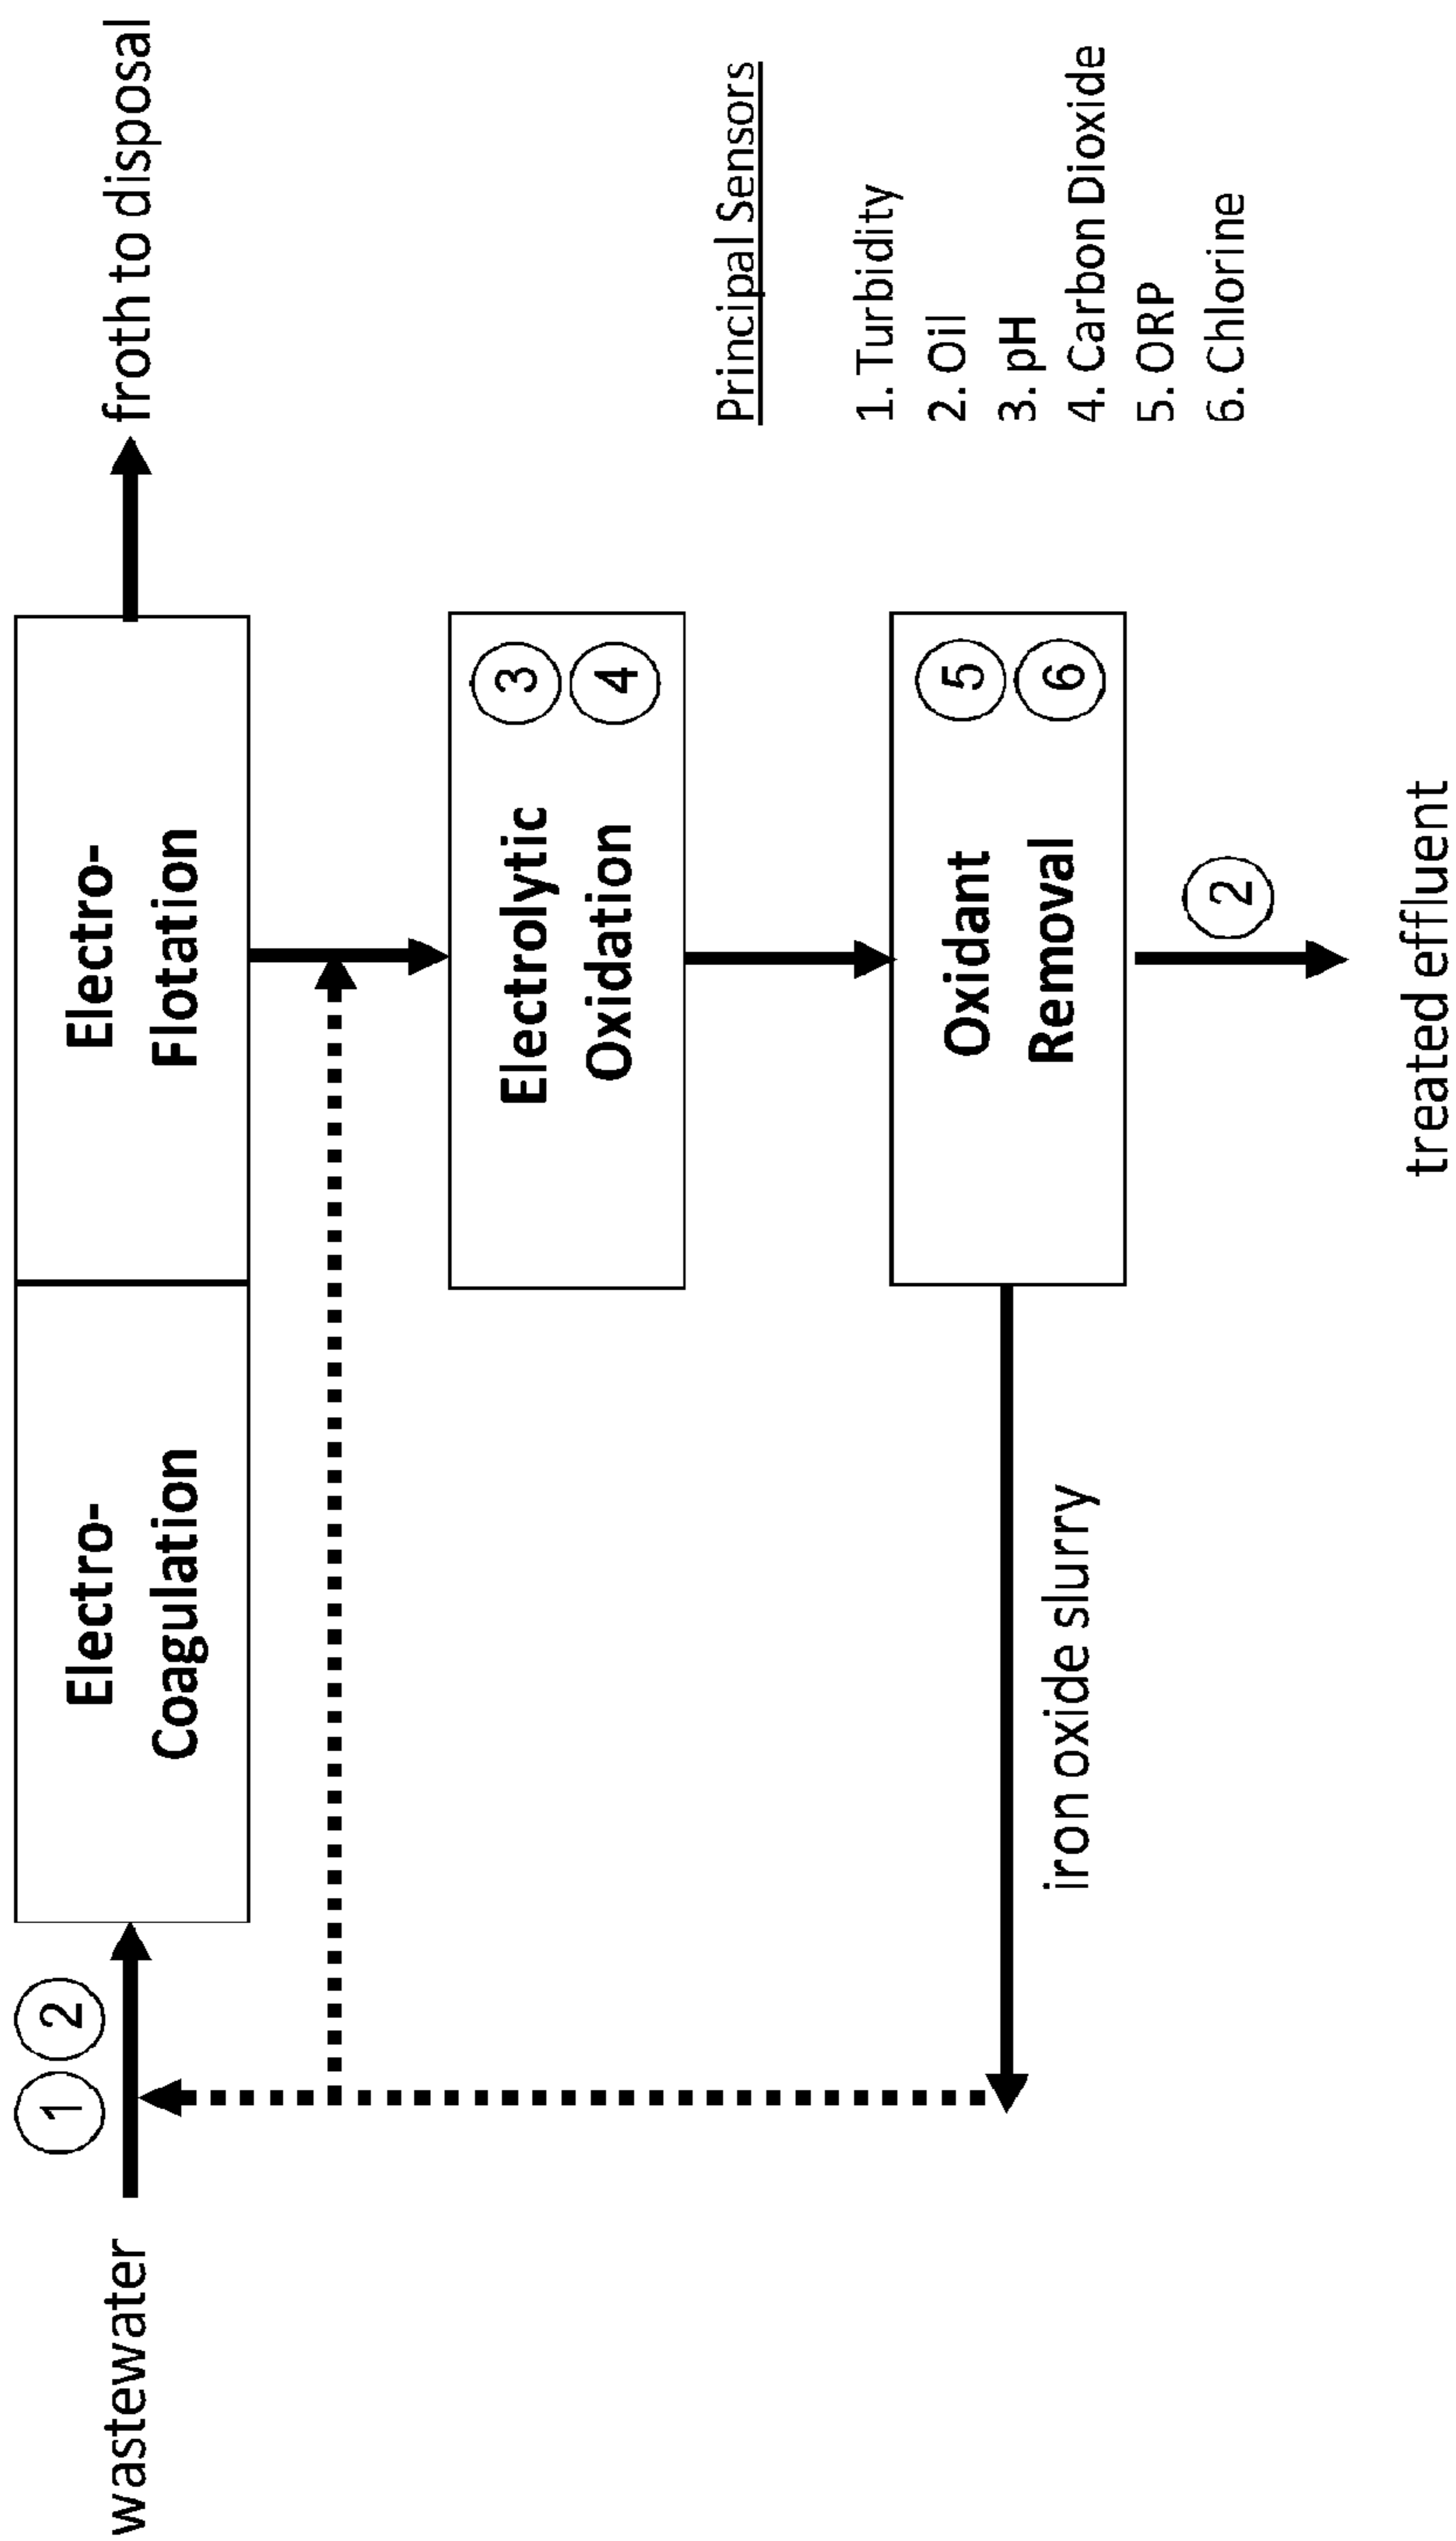 wastewater
1 2
Electro-
Coagulation
Electro-
Flotation
froth to disposal
Electrolytic
Oxidation
3
4
Oxidant
Removal
5
6
iron oxide slurry
2
treated effluent
Principal Sensors
1. Turbidity
2. Oil
3. pH
4. Carbon Dioxide
5. ORP
6. Chlorine